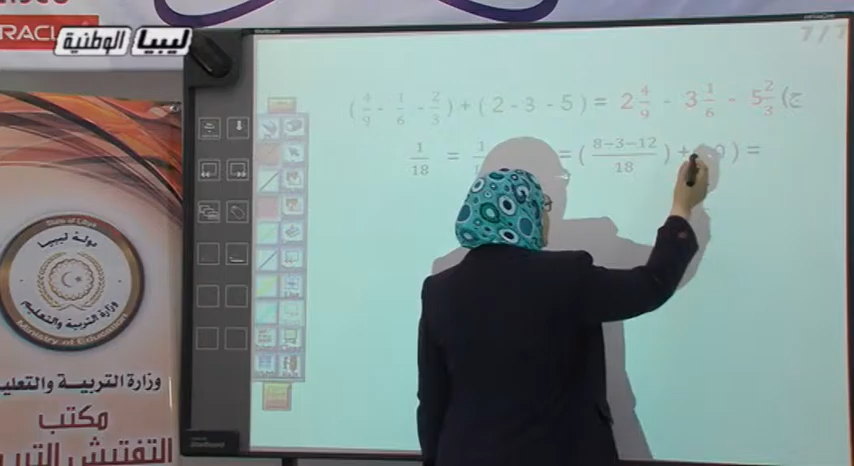 ORACLE
ليبيا الوطنية
7/7
(4/9 - 1/6 - 2/3) + (2 - 3 - 5) = 2 4/9 - 3 1/6 - 5 2/3 (ج
1/18 = = ((8-3-12)/18) + ) =
State of Libya
دولة ليبيا
وزارة التربية والتعليم
Ministry of Education
وزارة التربية والتعليم
مكتب
التفتيش